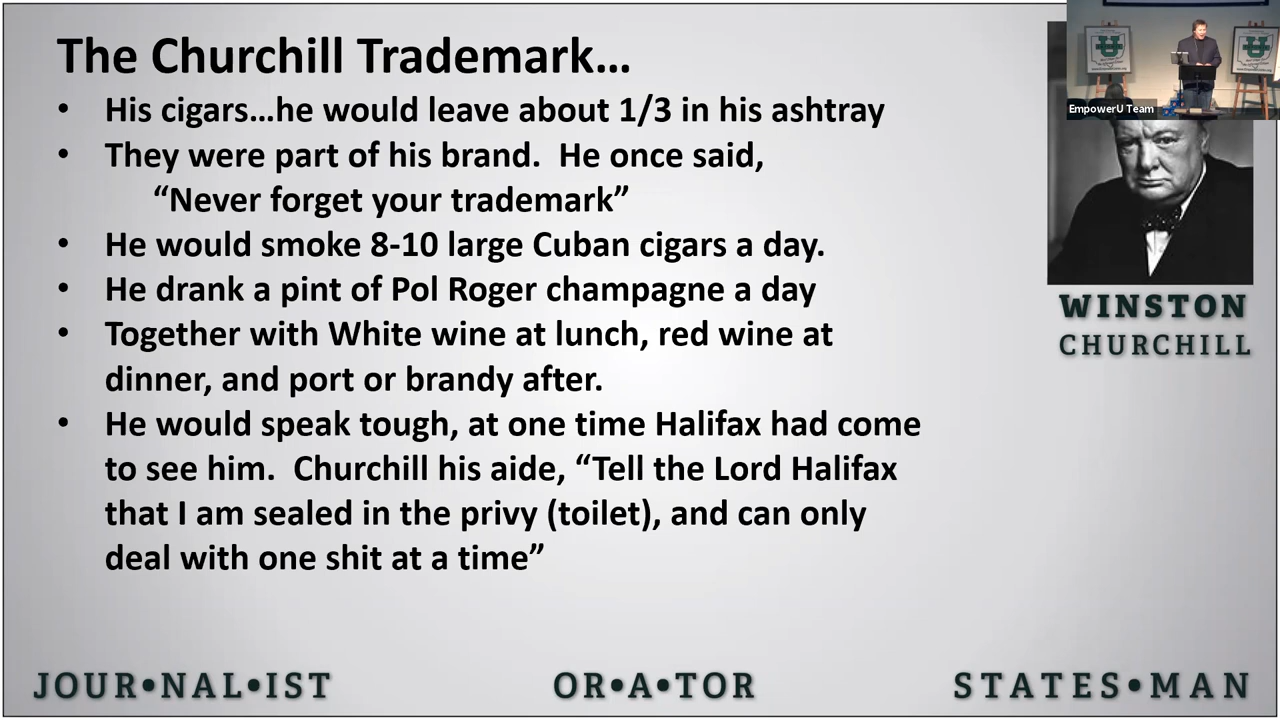 The Churchill Trademark...
• His cigars...he would leave about 1/3 in his ashtray
• They were part of his brand.  He once said,
“Never forget your trademark”
• He would smoke 8-10 large Cuban cigars a day.
• He drank a pint of Pol Roger champagne a day
• Together with White wine at lunch, red wine at
dinner, and port or brandy after.
• He would speak tough, at one time Halifax had come
to see him.  Churchill his aide, “Tell the Lord Halifax
that I am sealed in the privy (toilet), and can only
deal with one shit at a time”
EmpowerU Team
WINSTON
CHURCHILL
JOUR•NAL•IST
OR•A•TOR
STATES•MAN